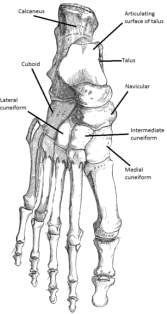 Calcaneus
Articulating
surface of talus
Talus
Cuboid
Navicular
Lateral
cuneiform
Intermediate
cuneiform
Medial
cuneiform